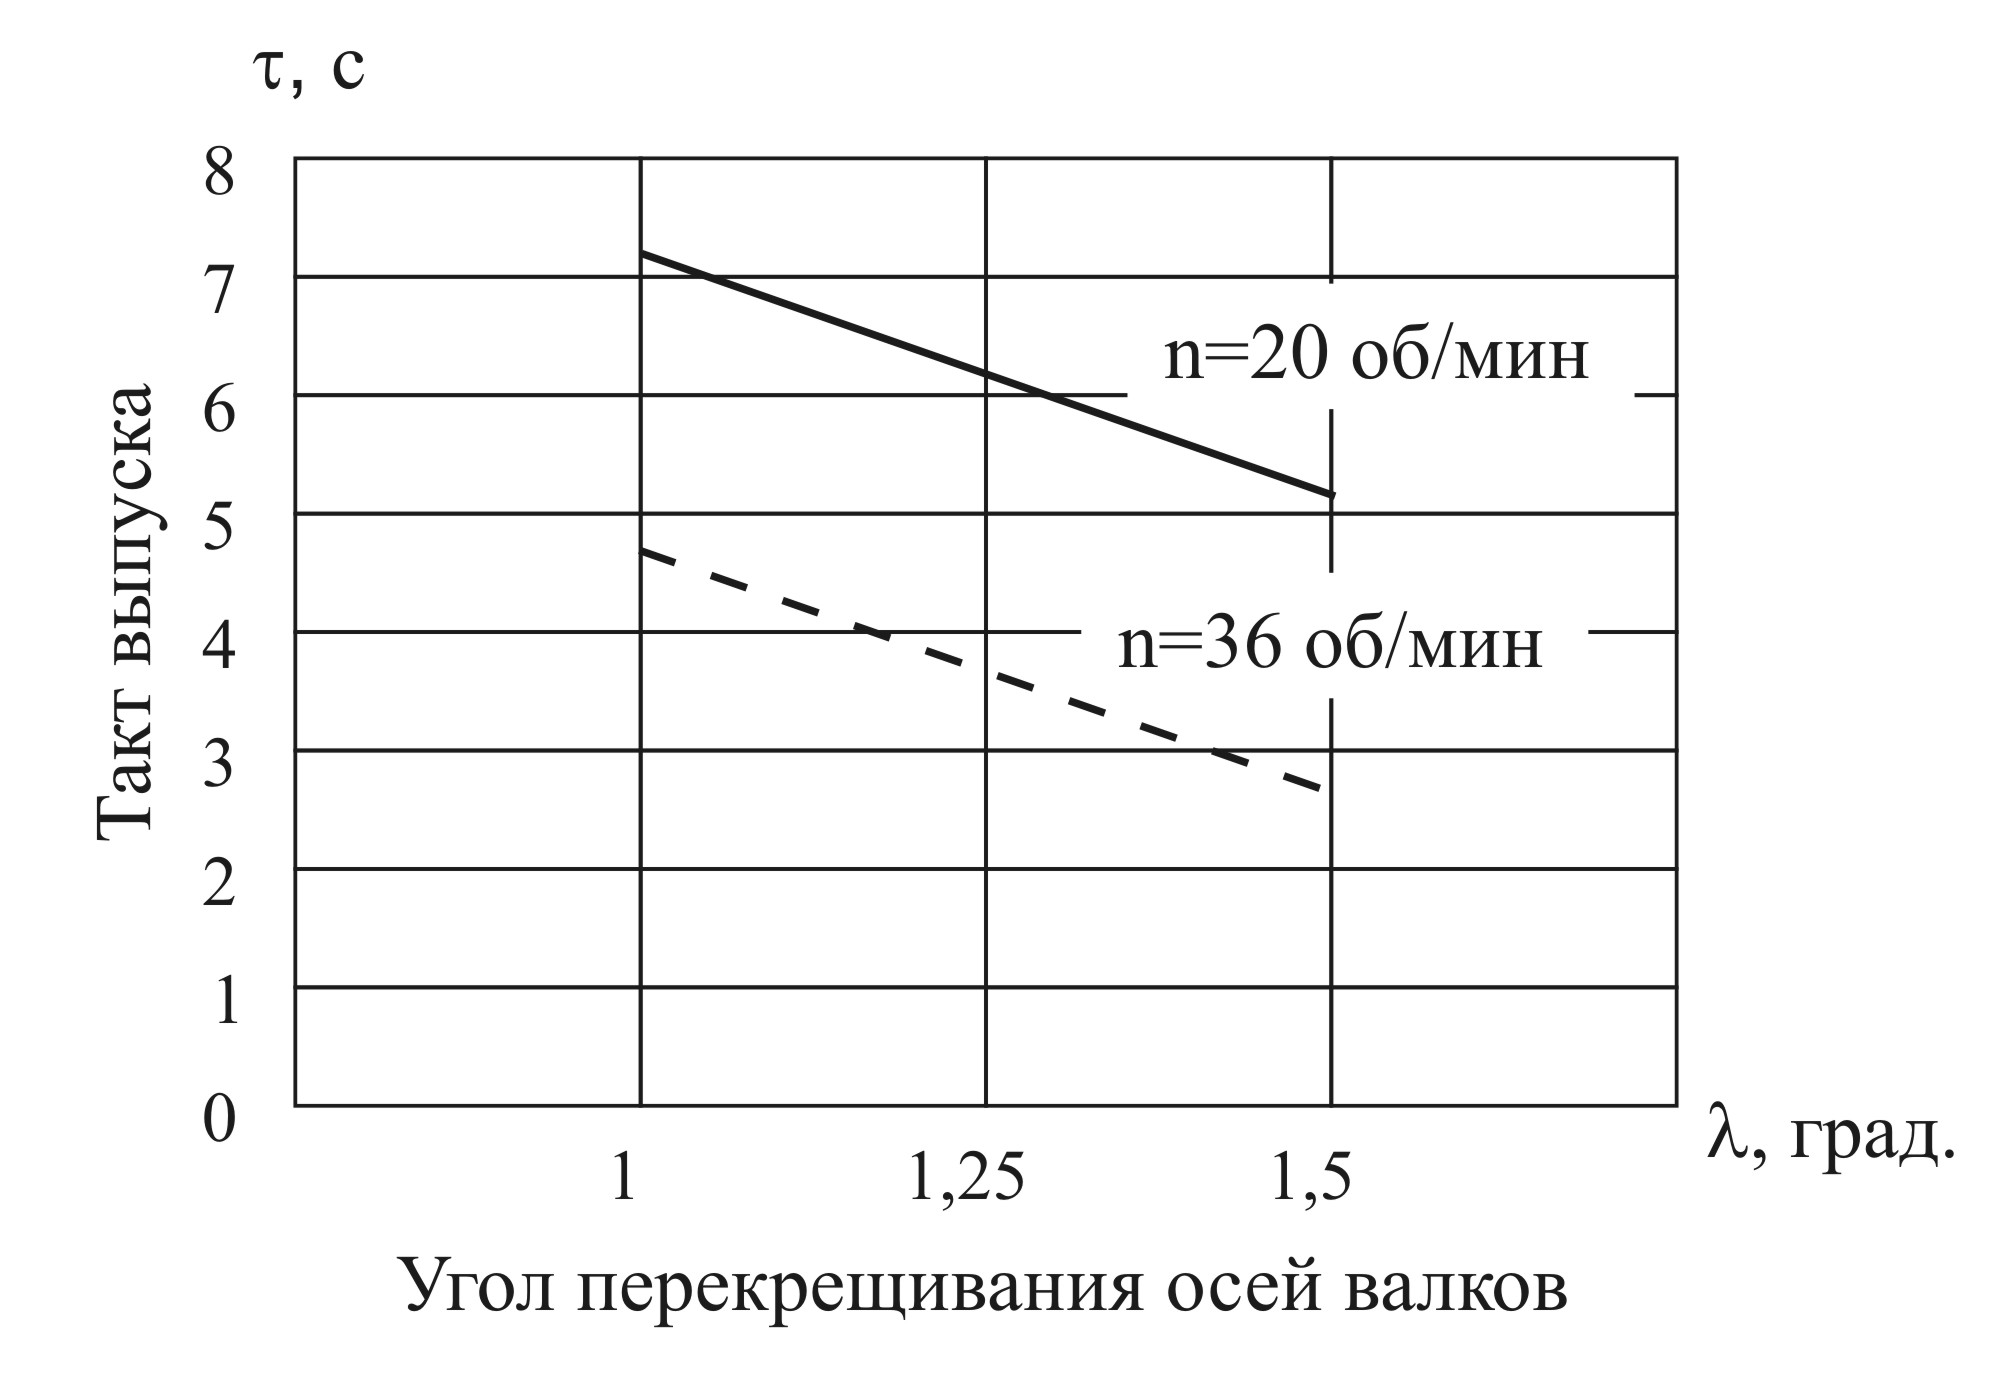 τ, с
8
7
6
5
4
3
2
1
0
Такт выпуска
n=20 об/мин
n=36 об/мин
λ, град.
1
1,25
1,5
Угол перекрещивания осей валков